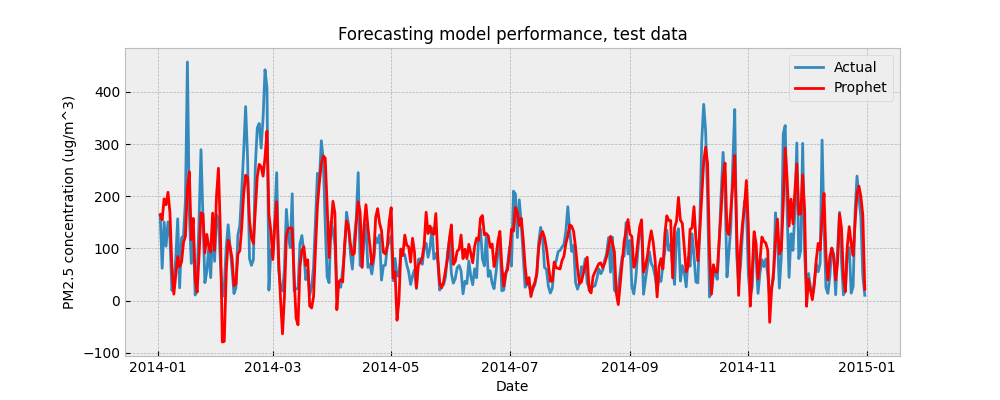 Forecasting model performance, test data
Actual
Prophet
PM2.5 concentration (ug/m^3)
400
300
200
100
0
−100
2014-01
2014-03
2014-05
2014-07
2014-09
2014-11
2015-01
Date